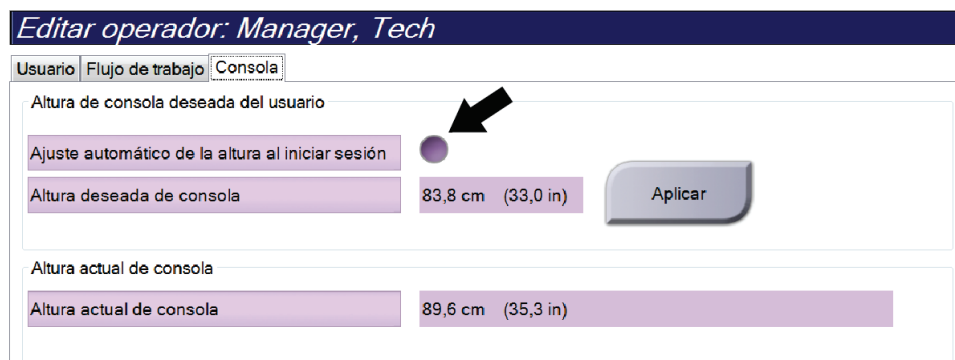 Editar operador: Manager, Tech
Usuario Flujo de trabajo Consola
Altura de consola deseada del usuario
Ajuste automático de la altura al iniciar sesión
Altura deseada de consola 83,8 cm (33,0 in) Aplicar
Altura actual de consola
Altura actual de consola 89,6 cm (35,3 in)